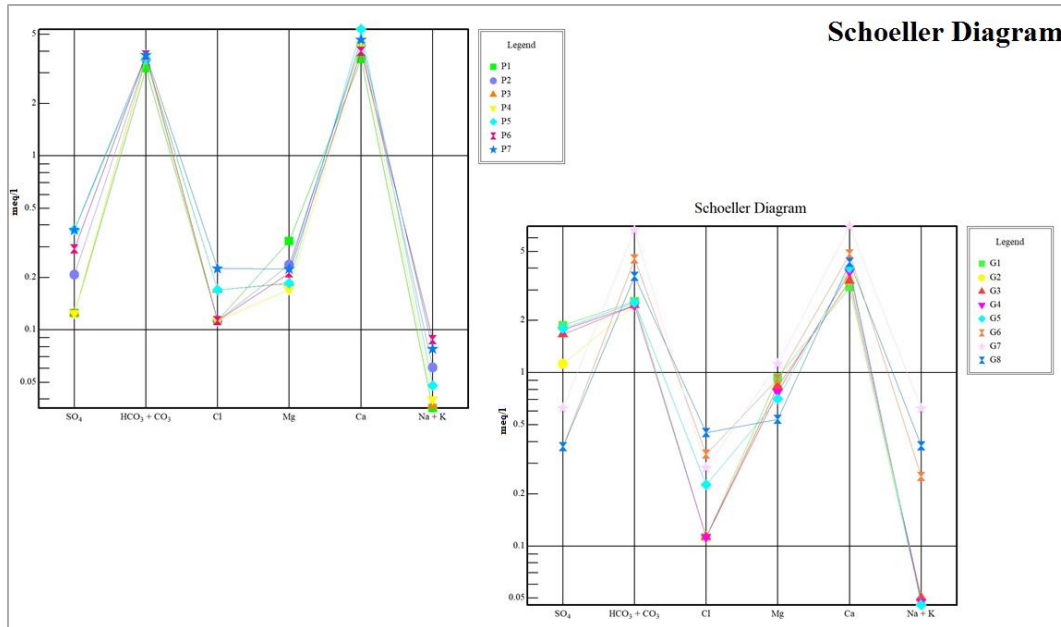 Schoeller Diagram
5
2
1
0.5
0.2
0.1
0.05
meq/l
SO₄
HCO₃ + CO₃
Cl
Mg
Ca
Na + K
Legend
P1
P2
P3
P4
P5
P6
P7
Schoeller Diagram
5
2
1
0.5
0.2
0.1
0.05
meq/l
SO₄
HCO₃ + CO₃
Cl
Mg
Ca
Na + K
Legend
G1
G2
G3
G4
G5
G6
G7
G8